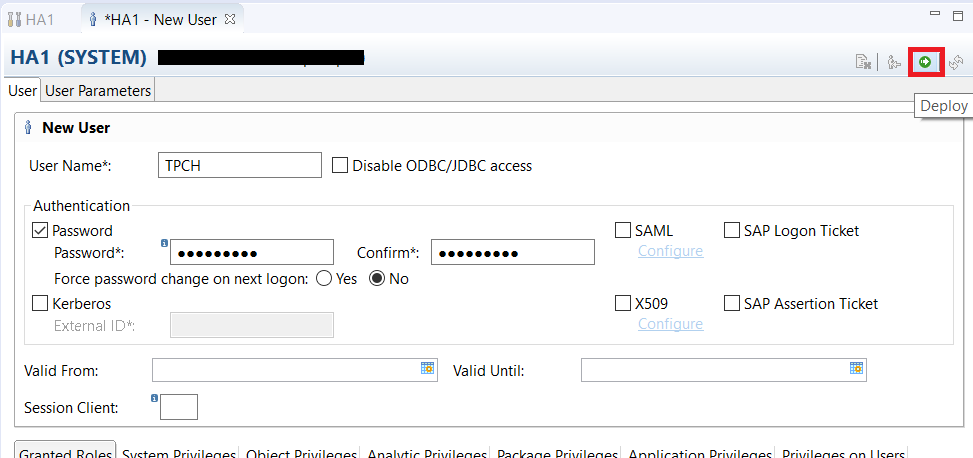 HA1 *HA1 - New User
HA1 (SYSTEM)
User User Parameters
Deploy
New User
User Name*: TPCH Disable ODBC/JDBC access
Authentication
Password SAML SAP Logon Ticket
Password*: ●●●●●●●●● Confirm*: ●●●●●●●●● Configure
Force password change on next logon: Yes No
Kerberos X509 SAP Assertion Ticket
External ID*: Configure
Valid From: Valid Until:
Session Client:
Granted Roles System Privileges Object Privileges Analytic Privileges Package Privileges Application Privileges Privileges on Users